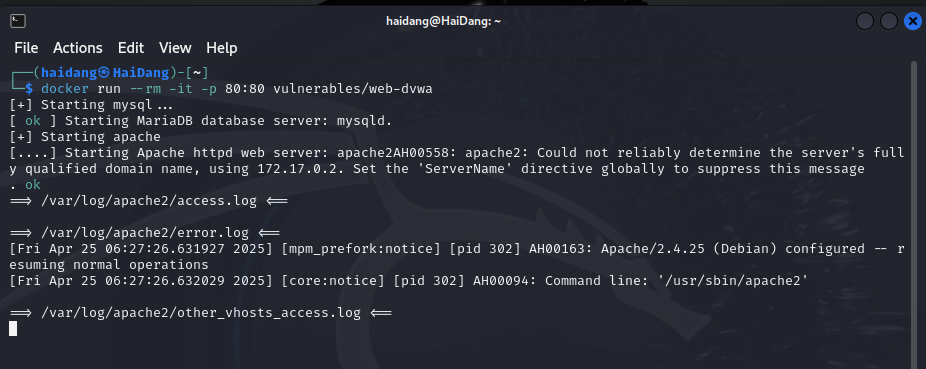 haidang@HaiDang: ~
File Actions Edit View Help
┌──(haidang㉿HaiDang)-[~]
└─$ docker run --rm -it -p 80:80 vulnerables/web-dvwa
[+] Starting mysql...
[ ok ] Starting MariaDB database server: mysqld.
[+] Starting apache
[....] Starting Apache httpd web server: apache2AH00558: apache2: Could not reliably determine the server's full
y qualified domain name, using 172.17.0.2. Set the 'ServerName' directive globally to suppress this message
. ok
==> /var/log/apache2/access.log <==
==> /var/log/apache2/error.log <==
[Fri Apr 25 06:27:26.631927 2025] [mpm_prefork:notice] [pid 302] AH00163: Apache/2.4.25 (Debian) configured -- r
esuming normal operations
[Fri Apr 25 06:27:26.632029 2025] [core:notice] [pid 302] AH00094: Command line: '/usr/sbin/apache2'
==> /var/log/apache2/other_vhosts_access.log <==